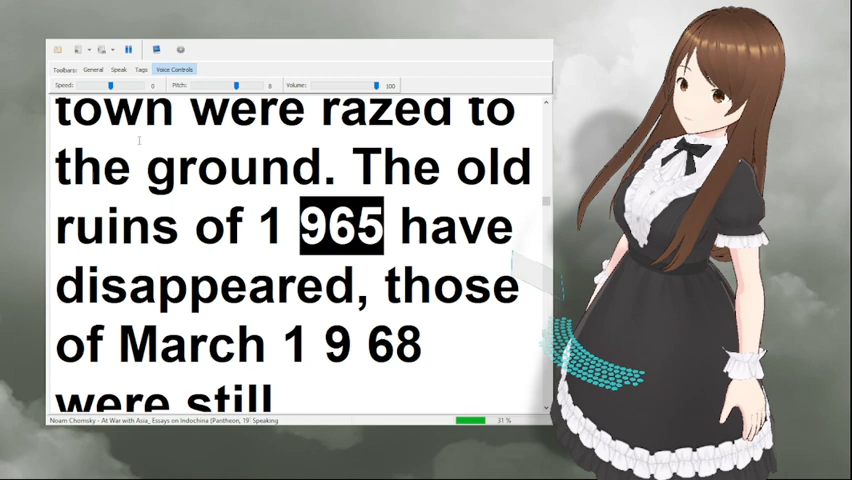 Toolbars: General Speak Tags Voice Controls
Speed: 0 Pitch: 8 Volume: 100
town were razed to
the ground. The old
ruins of 1 965 have
disappeared, those
of March 1 9 68
were still
Noam Chomsky - At War with Asia_ Essays on Indochina (Pantheon, 19 Speaking 31 %